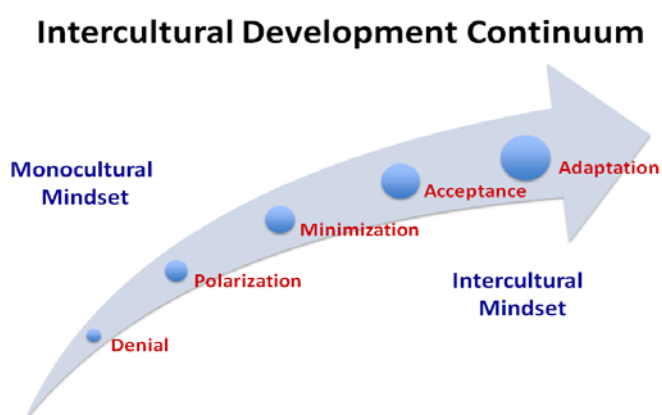 Intercultural Development Continuum
Monocultural
Mindset
Adaptation
Acceptance
Minimization
Polarization
Intercultural
Mindset
Denial